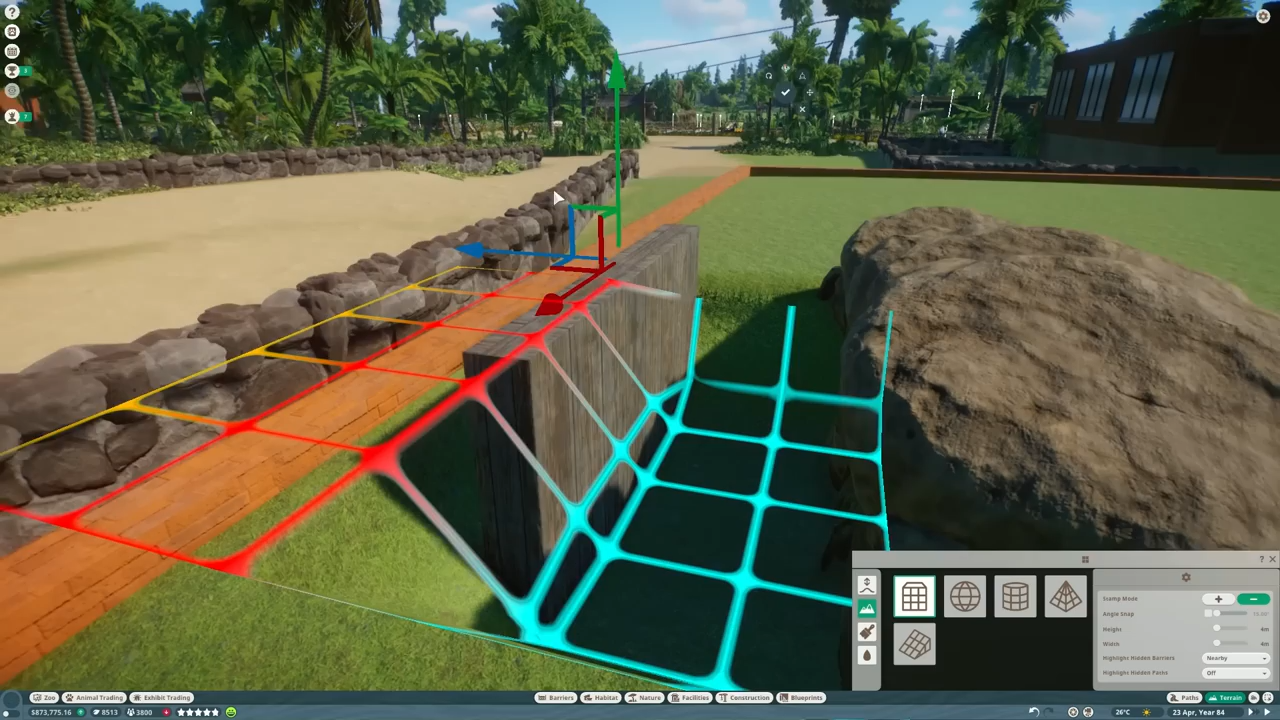 Stamp Mode
Angle Snap
Height 4m
Width 4m
Highlight Hidden Barriers Nearby
Highlight Hidden Paths Off
Zoo Animal Trading Exhibit Trading Barriers Habitat Nature Facilities Construction Blueprints Paths Terrain
$873,775.16 8513 3800 26°C 23 Apr, Year 84